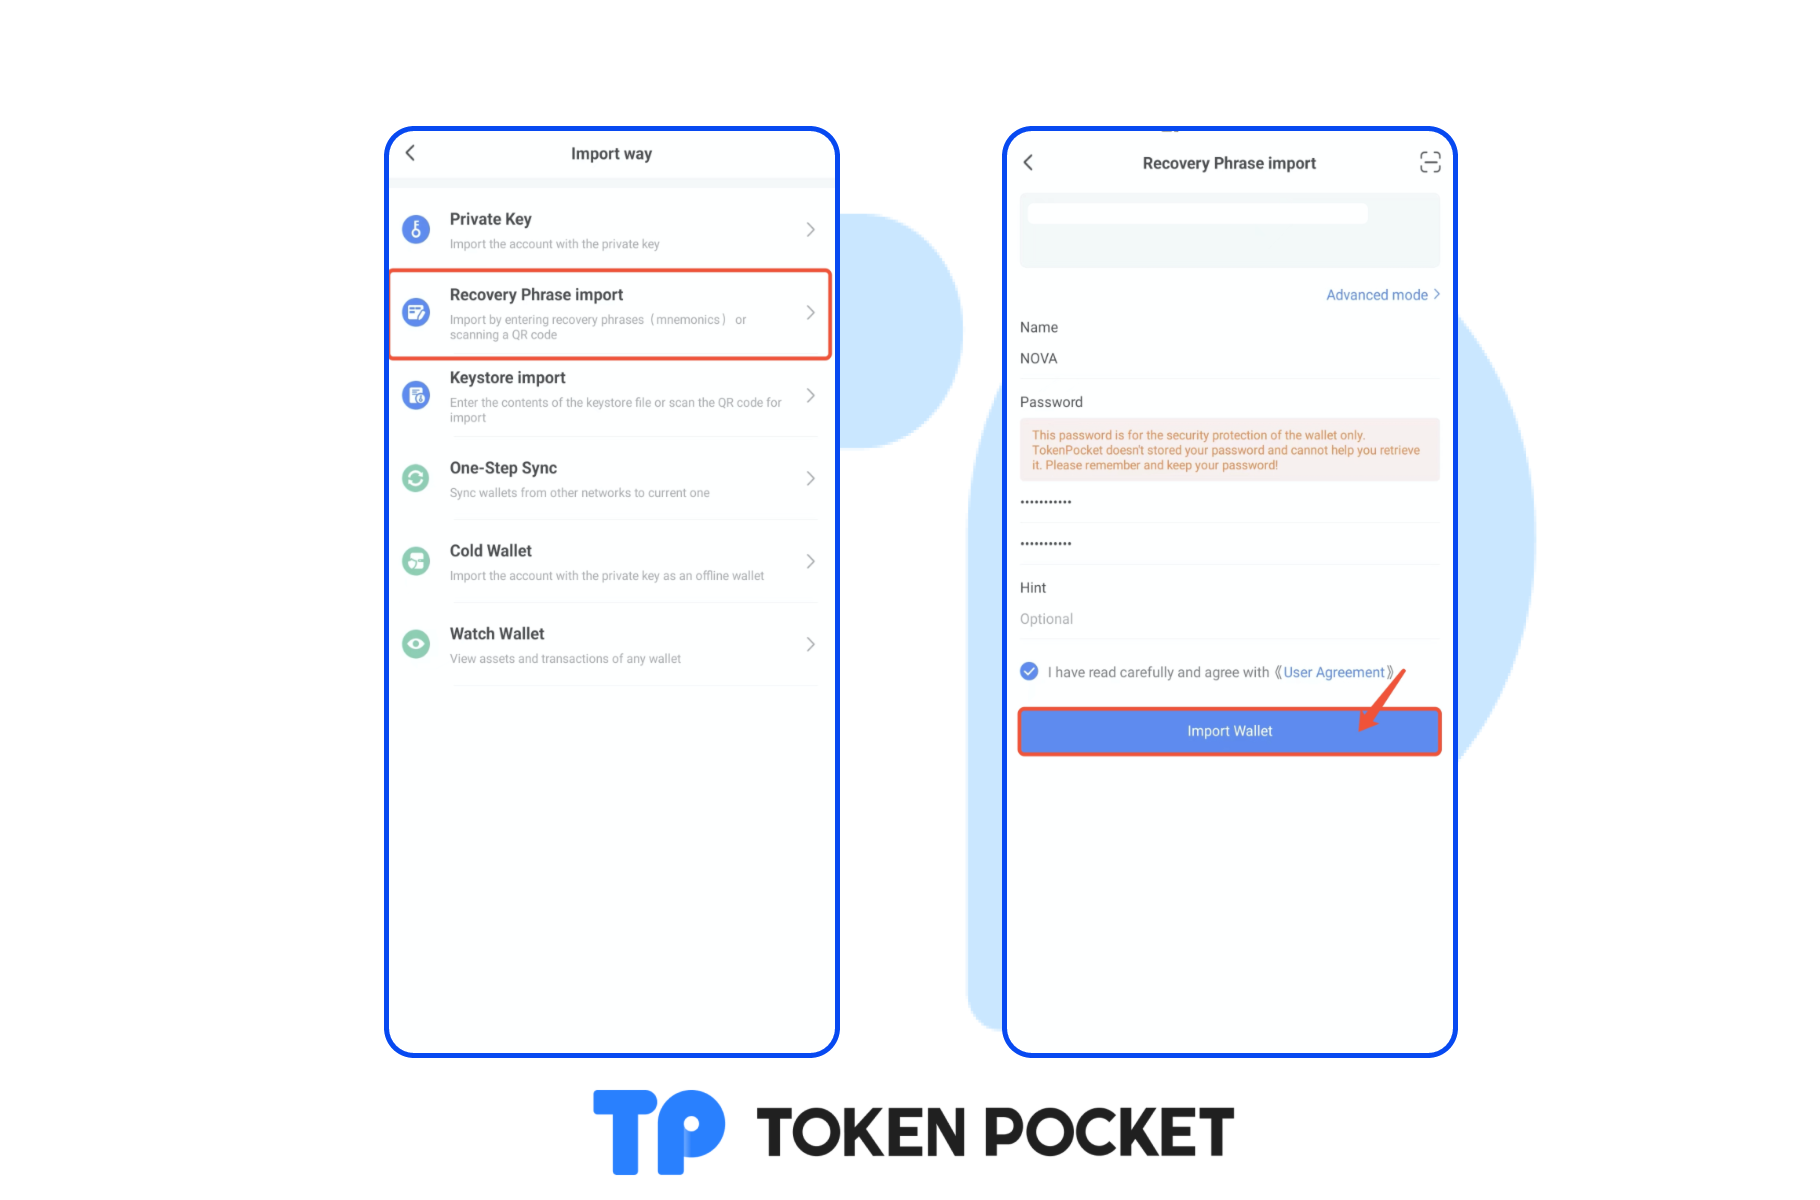 Import way
Private Key
Import the account with the private key
Recovery Phrase import
Import by entering recovery phrases（mnemonics） or
scanning a QR code
Keystore import
Enter the contents of the keystore file or scan the QR code for
import
One-Step Sync
Sync wallets from other networks to current one
Cold Wallet
Import the account with the private key as an offline wallet
Watch Wallet
View assets and transactions of any wallet
Recovery Phrase import
Advanced mode
Name
NOVA
Password
This password is for the security protection of the wallet only.
TokenPocket doesn't stored your password and cannot help you retrieve
it. Please remember and keep your password!
•••••••••••
•••••••••••
Hint
Optional
I have read carefully and agree with《User Agreement》
Import Wallet
TP TOKEN POCKET